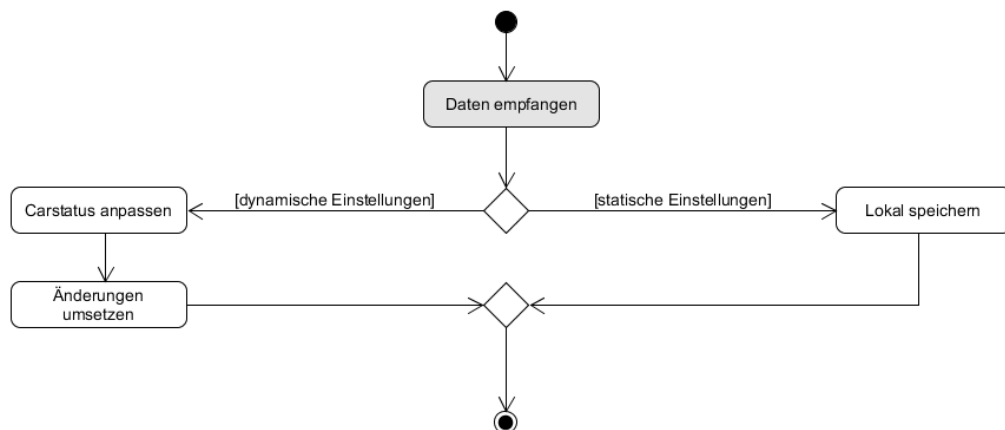 Daten empfangen
[dynamische Einstellungen]
[statische Einstellungen]
Carstatus anpassen
Lokal speichern
Änderungen
umsetzen